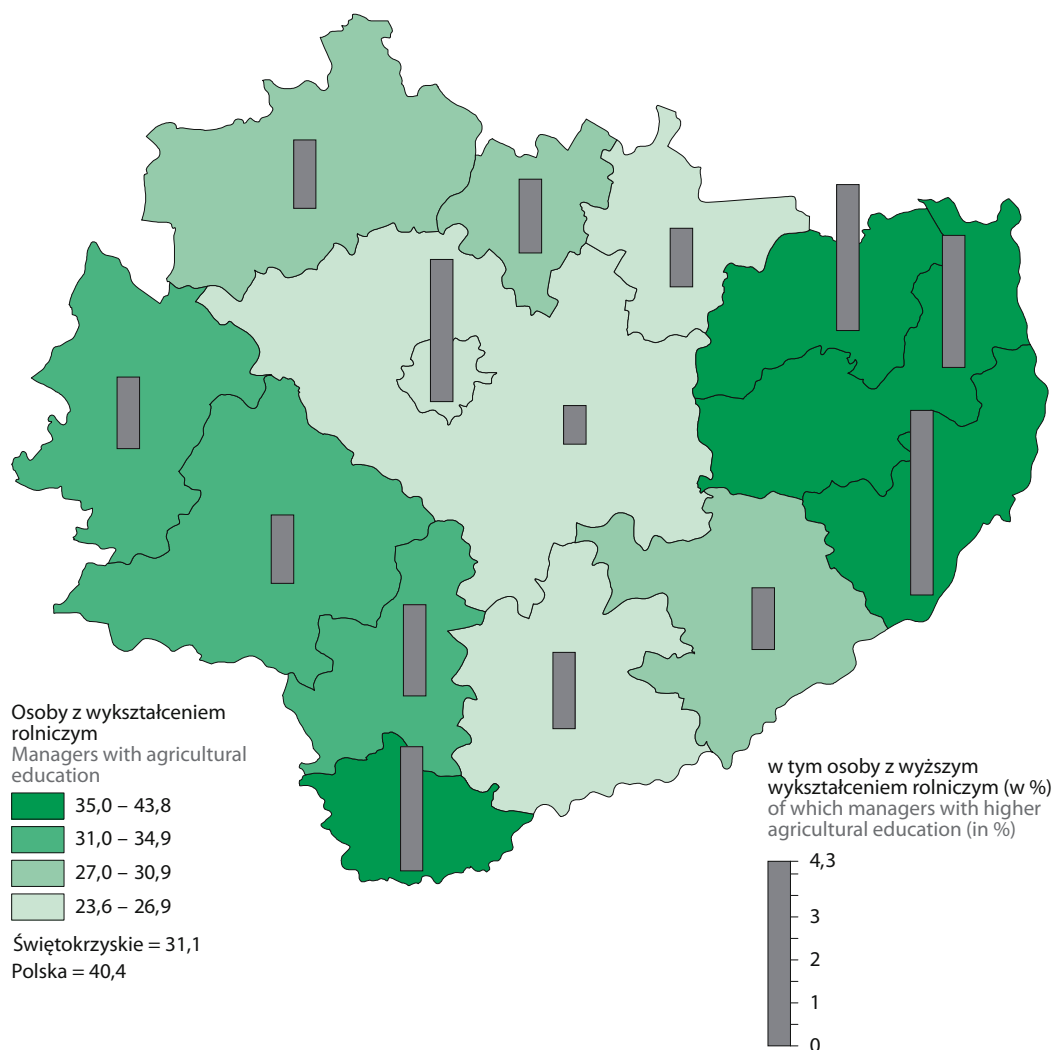 Osoby z wykształceniem
rolniczym
Managers with agricultural
education
35,0 – 43,8
31,0 – 34,9
27,0 – 30,9
23,6 – 26,9
Świętokrzyskie = 31,1
Polska = 40,4
w tym osoby z wyższym
wykształceniem rolniczym (w %)
of which managers with higher
agricultural education (in %)
4,3
3
2
1
0